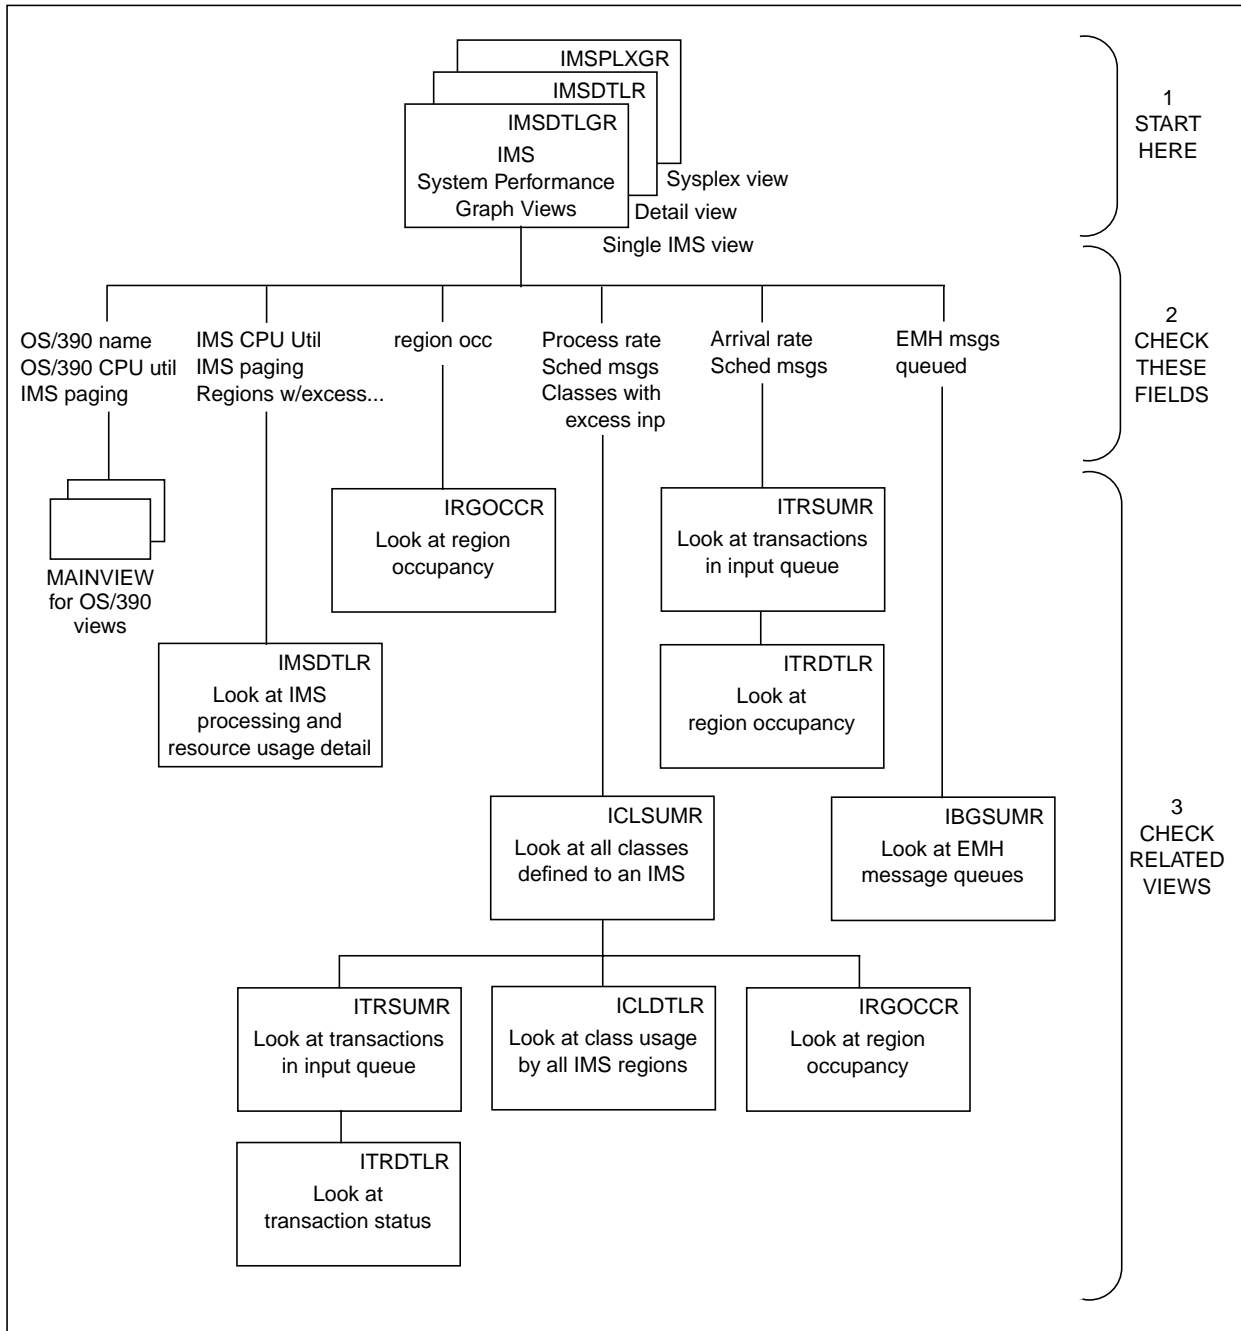 IMSPLXGR
IMSDTLR
IMSDTLGR
IMS
System Performance
Graph Views
Sysplex view
Detail view
Single IMS view
1
START
HERE
OS/390 name
OS/390 CPU util
IMS paging
IMS CPU Util
IMS paging
Regions w/excess...
region occ
Process rate
Sched msgs
Classes with
excess inp
Arrival rate
Sched msgs
EMH msgs
queued
2
CHECK
THESE
FIELDS
MAINVIEW
for OS/390
views
IRGOCCR
Look at region
occupancy
ITRSUMR
Look at transactions
in input queue
IMSDTLR
Look at IMS
processing and
resource usage detail
ITRDTLR
Look at
region occupancy
ICLSUMR
Look at all classes
defined to an IMS
IBGSUMR
Look at EMH
message queues
3
CHECK
RELATED
VIEWS
ITRSUMR
Look at transactions
in input queue
ICLDTLR
Look at class usage
by all IMS regions
IRGOCCR
Look at region
occupancy
ITRDTLR
Look at
transaction status